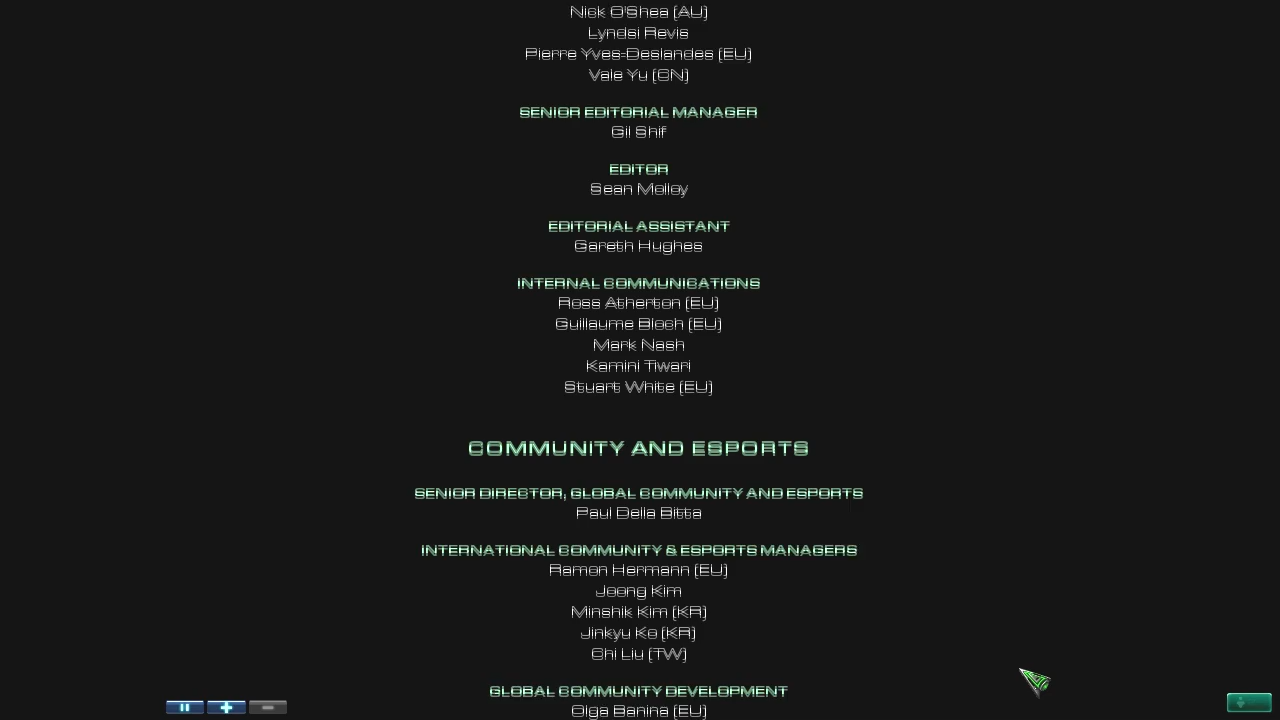 Nick O'Shea [AU]
Lyndsi Revis
Pierre Yves-Deslandes [EU]
Vale Yu [CN]
SENIOR EDITORIAL MANAGER
Gil Shif
EDITOR
Sean Molloy
EDITORIAL ASSISTANT
Gareth Hughes
INTERNAL COMMUNICATIONS
Ross Atherton [EU]
Guillaume Bloch [EU]
Mark Nash
Kamini Tiwari
Stuart White [EU]
COMMUNITY AND ESPORTS
SENIOR DIRECTOR, GLOBAL COMMUNITY AND ESPORTS
Paul Della Bitta
INTERNATIONAL COMMUNITY & ESPORTS MANAGERS
Ramon Hermann [EU]
Joong Kim
Minshik Kim [KR]
Jinkyu Ko [KR]
Chi Liu [TW]
GLOBAL COMMUNITY DEVELOPMENT
Olga Banina [EU]